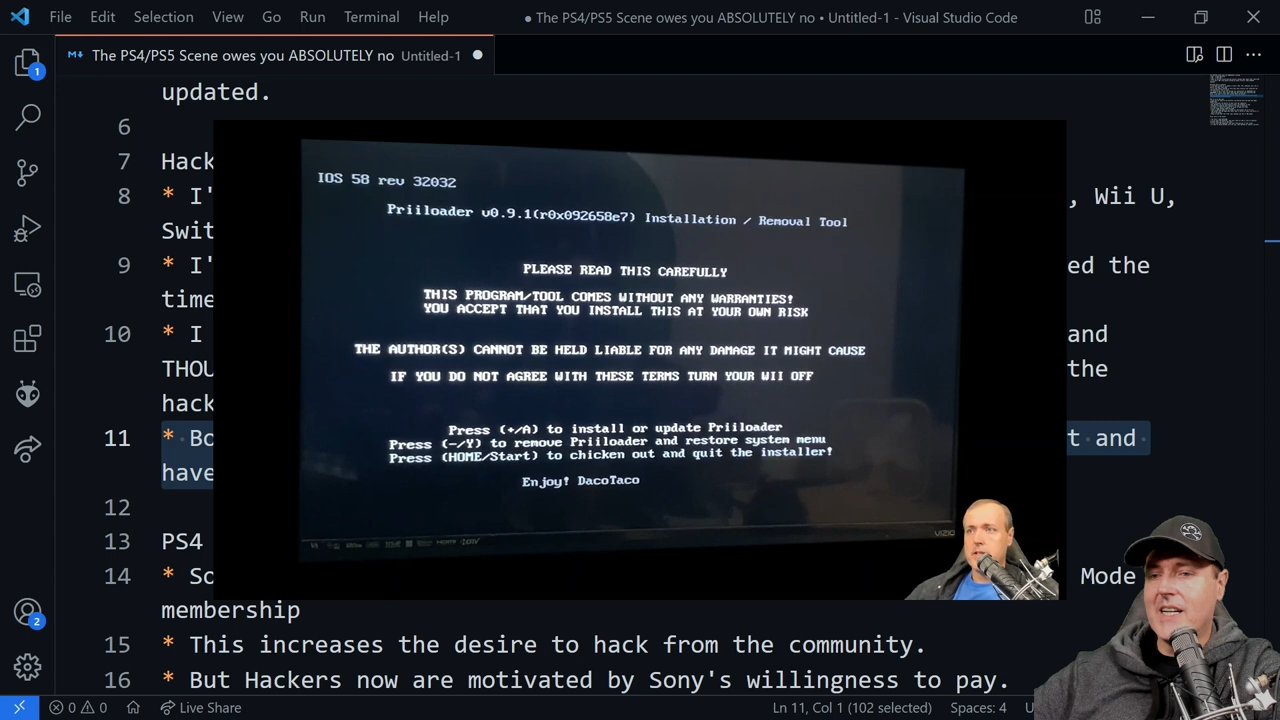 File Edit Selection View Go Run Terminal Help
● The PS4/PS5 Scene owes you ABSOLUTELY no • Untitled-1 - Visual Studio Code
The PS4/PS5 Scene owes you ABSOLUTELY no Untitled-1 ●
1
updated.
6
7 Hack
8 * I' , Wii U,
Swit
9 * I' ed the
time
10 * I and
THOU the
hack
11 * Bo t and
have
12
13 PS4
14 * So Mode
membership
15 * This increases the desire to hack from the community.
16 * But Hackers now are motivated by Sony's willingness to pay.
IOS 58 rev 32032
Priiloader v0.9.1(r0x092658e7) Installation / Removal Tool
PLEASE READ THIS CAREFULLY
THIS PROGRAM/TOOL COMES WITHOUT ANY WARRANTIES!
YOU ACCEPT THAT YOU INSTALL THIS AT YOUR OWN RISK
THE AUTHOR(S) CANNOT BE HELD LIABLE FOR ANY DAMAGE IT MIGHT CAUSE
IF YOU DO NOT AGREE WITH THESE TERMS TURN YOUR WII OFF
Press (+/A) to install or update Priiloader
Press (-/Y) to remove Priiloader and restore system menu
Press (HOME/Start) to chicken out and quit the installer!
Enjoy! DacoTaco
VIZIO
2
0 0 Live Share
Ln 11, Col 1 (102 selected) Spaces: 4